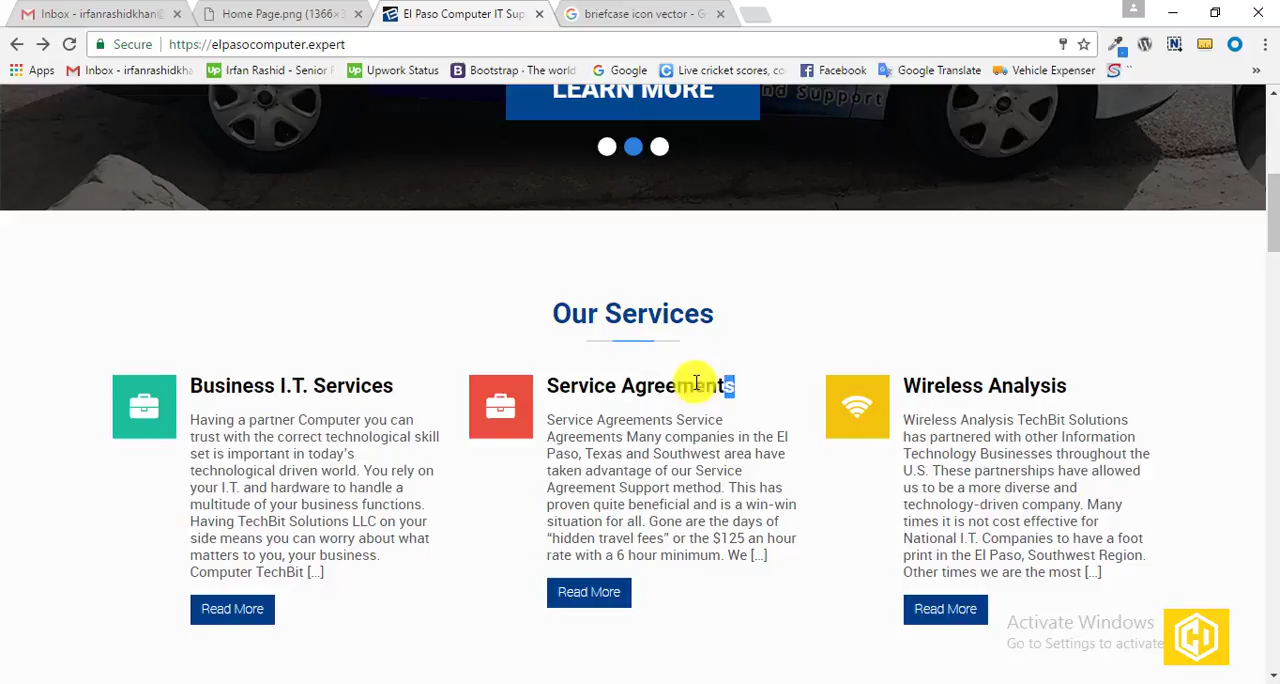 Inbox - irfanrashidkhan@
Home Page.png (1366×3
El Paso Computer IT Sup
briefcase icon vector - G
Secure
https://elpasocomputer.expert
Apps
Inbox - irfanrashidkha
Irfan Rashid - Senior
Upwork Stats
Bootstrap · The world
Google
Live cricket scores, co
Facebook
Google Translate
Vehicle Expenser
LEARN MORE
nd Support
Our Services
Business I.T. Services
Having a partner Computer you can
trust with the correct technological skill
set is important in today's
technological driven world. You rely on
your I.T. and hardware to handle a
multitude of your business functions.
Having TechBit Solutions LLC on your
side means you can worry about what
matters to you, your business.
Computer TechBit [...]
Read More
Service Agreements
Service Agreements Service
Agreements Many companies in the El
Paso, Texas and Southwest area have
taken advantage of our Service
Agreement Support method. This has
proven quite beneficial and is a win-win
situation for all. Gone are the days of
“hidden travel fees” or the $125 an hour
rate with a 6 hour minimum. We [...]
Read More
Wireless Analysis
Wireless Analysis TechBit Solutions
has partnered with other Information
Technology Businesses throughout the
U.S. These partnerships have allowed
us to be a more diverse and
technology-driven company. Many
times it is not cost effective for
National I.T. Companies to have a foot
print in the El Paso, Southwest Region.
Other times we are the most [...]
Read More
Activate Windows
Go to Settings to activate